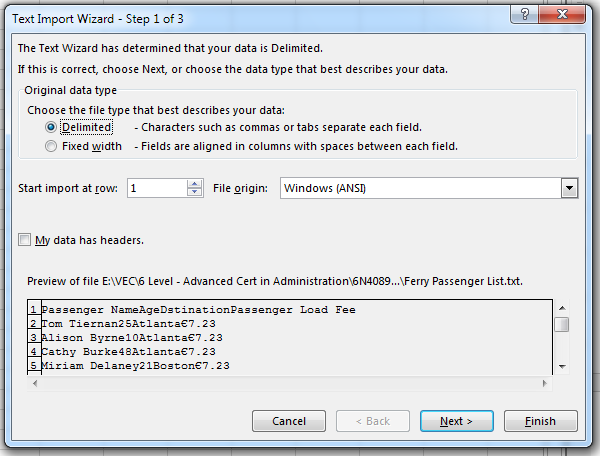 Text Import Wizard - Step 1 of 3
The Text Wizard has determined that your data is Delimited.
If this is correct, choose Next, or choose the data type that best describes your data.
Original data type
Choose the file type that best describes your data:
Delimited - Characters such as commas or tabs separate each field.
Fixed width - Fields are aligned in columns with spaces between each field.
Start import at row: 1 File origin: Windows (ANSI)
My data has headers.
Preview of file E:\VEC\6 Level - Advanced Cert in Administration\6N4089...\Ferry Passenger List.txt.
1 Passenger NameAgeDstinationPassenger Load Fee
2 Tom Tiernan25Atlanta€7.23
3 Alison Byrne10Atlanta€7.23
4 Cathy Burke48Atlanta€7.23
5 Miriam Delaney21Boston€7.23
Cancel < Back Next > Finish